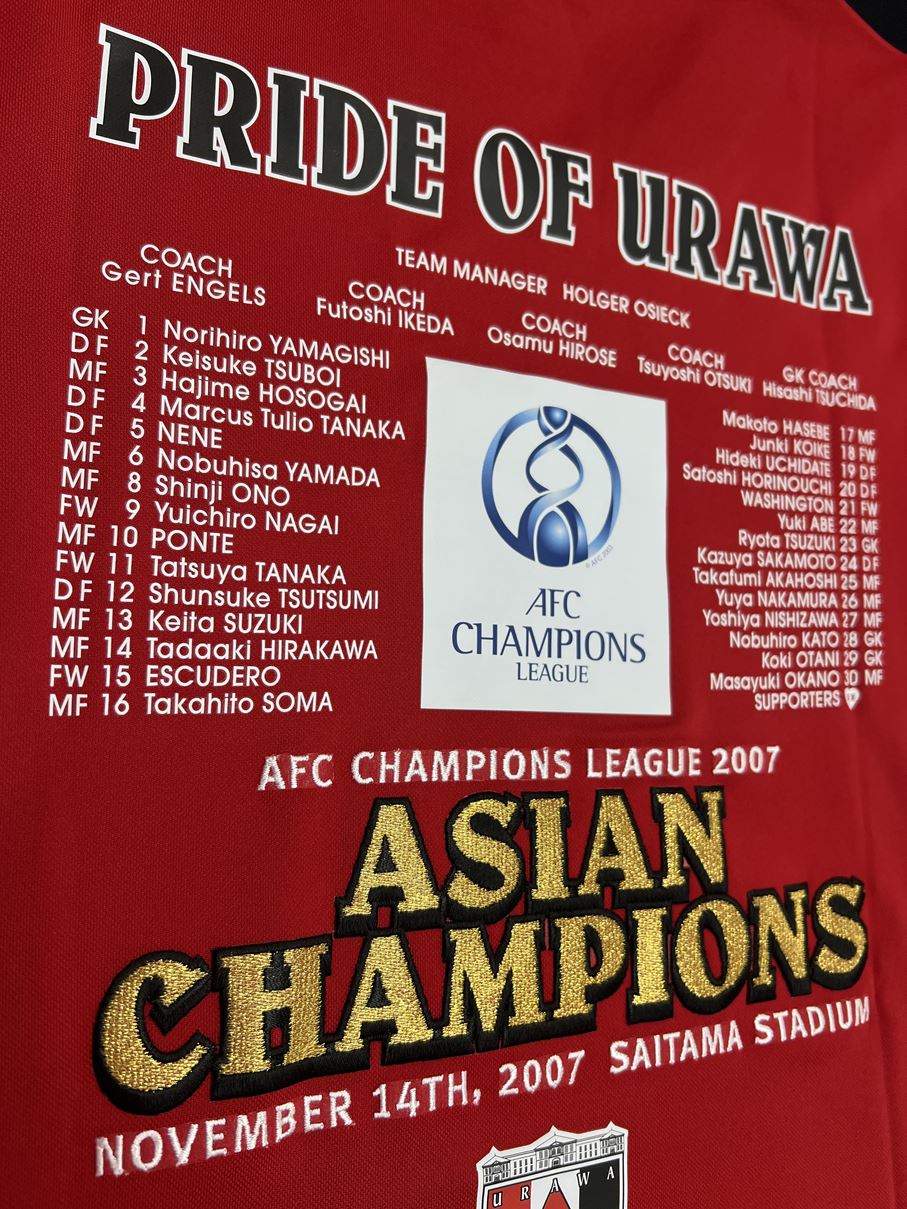 PRIDE OF URAWA
TEAM MANAGER HOLGER OSIECK
COACH
Gert ENGELS
COACH
Futoshi IKEDA
COACH
Osamu HIROSE
COACH
Tsuyoshi OTSUKI
GK COACH
Hisashi TSUCHIDA
GK 1 Norihiro YAMAGISHI
DF 2 Keisuke TSUBOI
MF 3 Hajime HOSOGAI
DF 4 Marcus Tulio TANAKA
DF 5 NENE
MF 6 Nobuhisa YAMADA
MF 8 Shinji ONO
FW 9 Yuichiro NAGAI
MF 10 PONTE
FW 11 Tatsuya TANAKA
DF 12 Shunsuke TSUTSUMI
MF 13 Keita SUZUKI
MF 14 Tadaaki HIRAKAWA
FW 15 ESCUDERO
MF 16 Takahito SOMA
© AFC 2003
AFC
CHAMPIONS
LEAGUE
Makoto HASEBE 17 MF
Junki KOIKE 18 FW
Hideki UCHIDATE 19 DF
Satoshi HORINOUCHI 20 DF
WASHINGTON 21 FW
Yuki ABE 22 MF
Ryota TSUZUKI 23 GK
Kazuya SAKAMOTO 24 DF
Takafumi AKAHOSHI 25 MF
Yuya NAKAMURA 26 MF
Yoshiya NISHIZAWA 27 MF
Nobuhiro KATO 28 GK
Koki OTANI 29 GK
Masayuki OKANO 30 MF
SUPPORTERS
AFC CHAMPIONS LEAGUE 2007
ASIAN
CHAMPIONS
NOVEMBER 14TH, 2007 SAITAMA STADIUM
URAWA